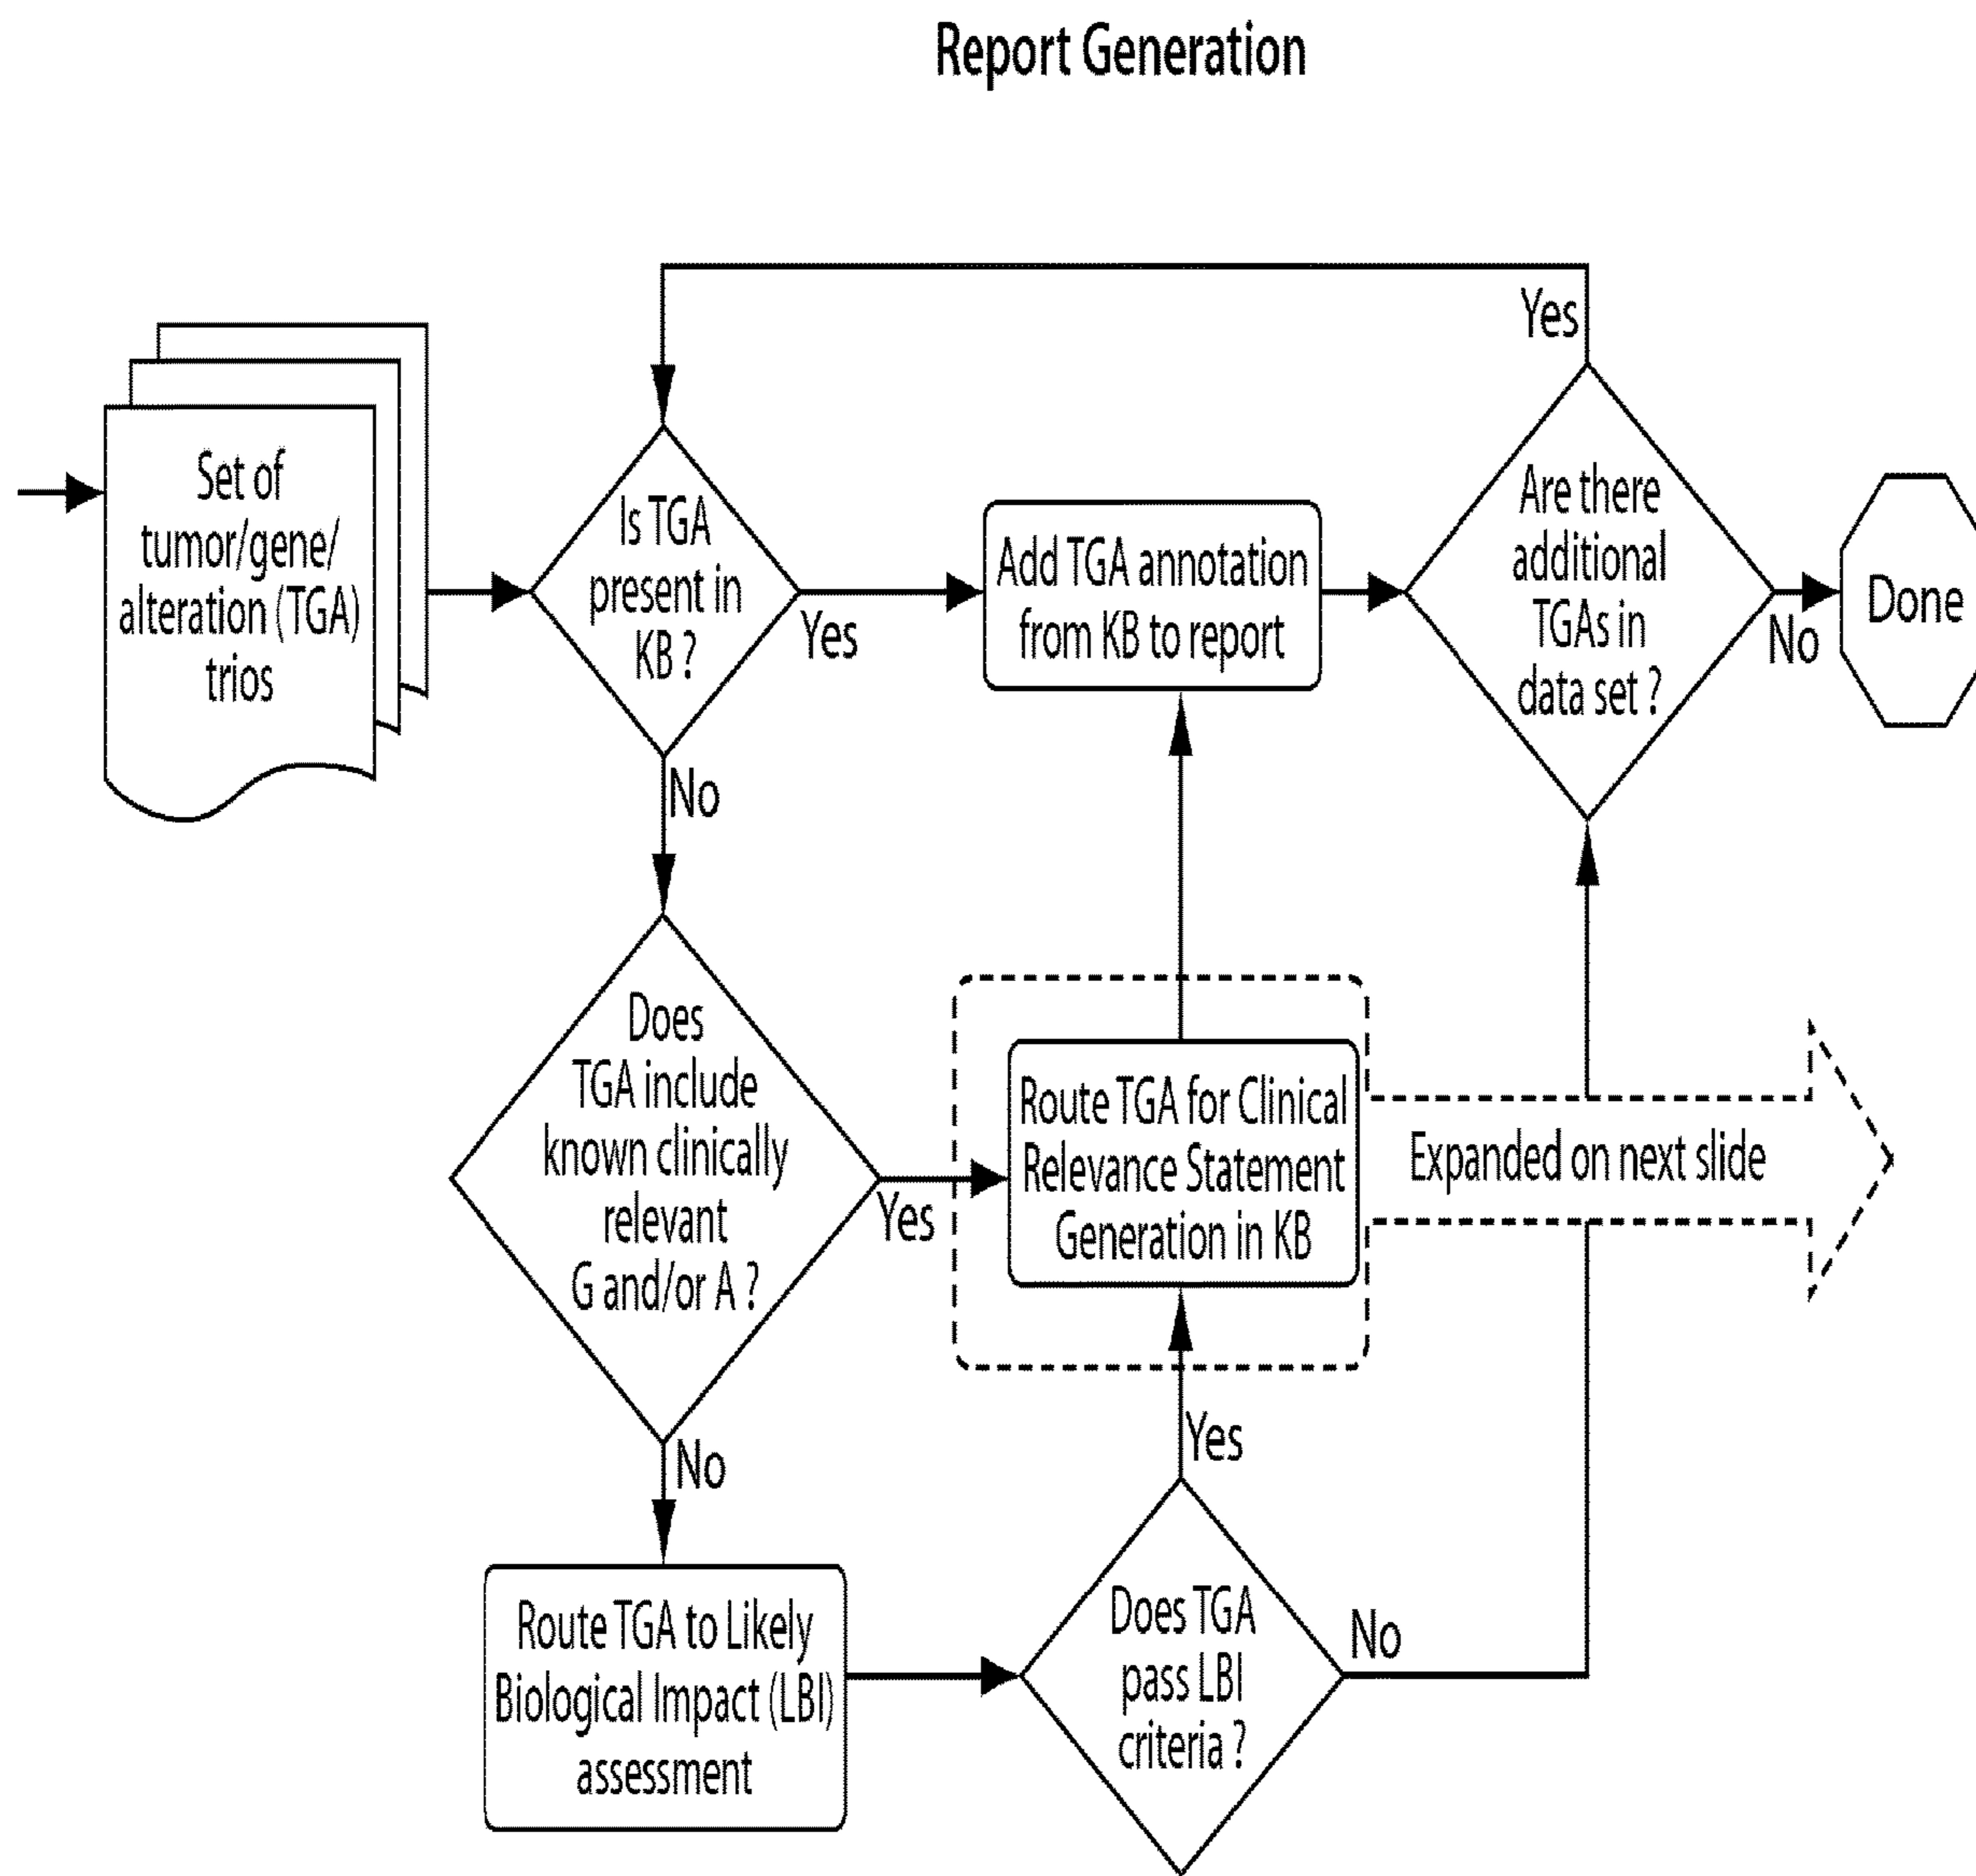 Report Generation
Set of
tumor/gene/
alteration (TGA)
trios
Is TGA
present in
KB ?
Yes
No
Add TGA annotation
from KB to report
Yes
Are there
additional
TGAs in
data set ?
No
Done
Does
TGA include
known clinically
relevant
G and/or A ?
Yes
No
Route TGA for Clinical
Relevance Statement
Generation in KB
Expanded on next slide
Route TGA to Likely
Biological Impact (LBI)
assessment
Yes
Does TGA
pass LBI
criteria ?
No